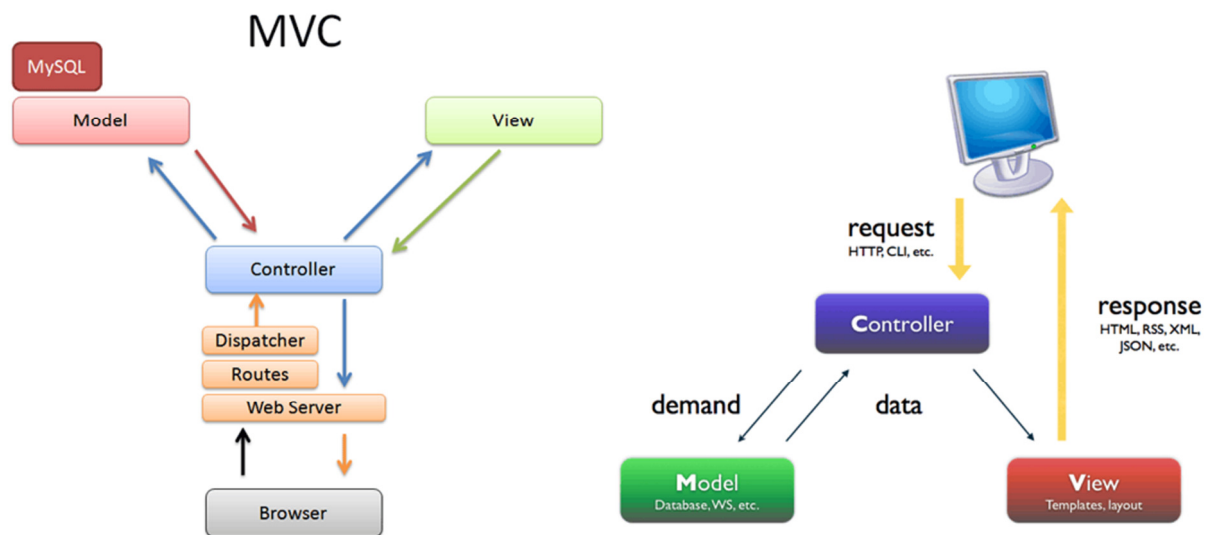 MVC
MySQL
Model
View
Controller
Dispatcher
Routes
Web Server
Browser
request
HTTP, CLI, etc.
response
HTML, RSS, XML,
JSON, etc.
Controller
demand
data
Model
Database, WS, etc.
View
Templates, layout